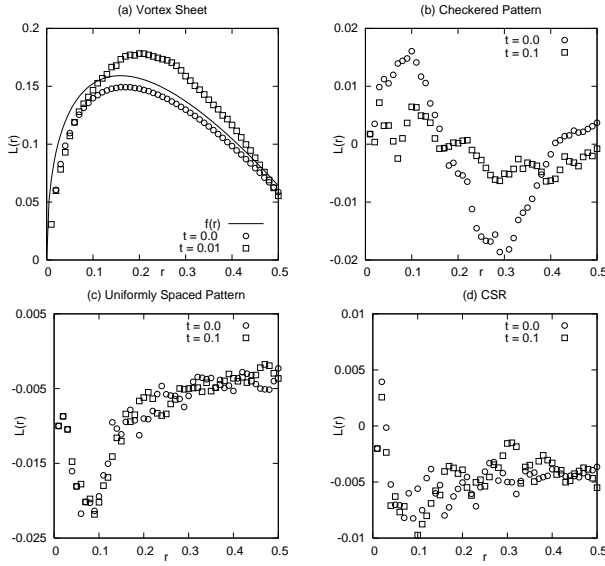 (a) Vortex Sheet
L(r)
0.2
0.15
0.1
0.05
0
f(r)
t = 0.0
t = 0.01
0 0.1 0.2 0.3 0.4 0.5
r
(b) Checkered Pattern
L(r)
0.02
0.01
0
-0.01
-0.02
t = 0.0
t = 0.1
0 0.1 0.2 0.3 0.4 0.5
r
(c) Uniformly Spaced Pattern
L(r)
0.005
-0.005
-0.015
-0.025
t = 0.0
t = 0.1
0 0.1 0.2 0.3 0.4 0.5
r
(d) CSR
L(r)
0.01
0.005
0
-0.005
-0.01
t = 0.0
t = 0.1
0 0.1 0.2 0.3 0.4 0.5
r